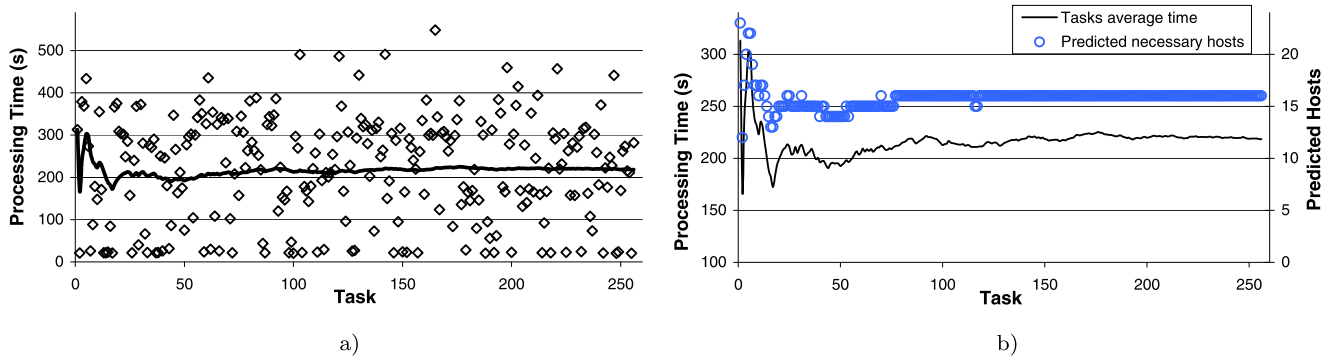 Processing Time (s)
500
400
300
200
100
0
0 50 100 150 200 250
Task
a)
Tasks average time
Predicted necessary hosts
Processing Time (s)
300
250
200
150
100
20
15
10
5
0
Predicted Hosts
0 50 100 150 200 250
Task
b)